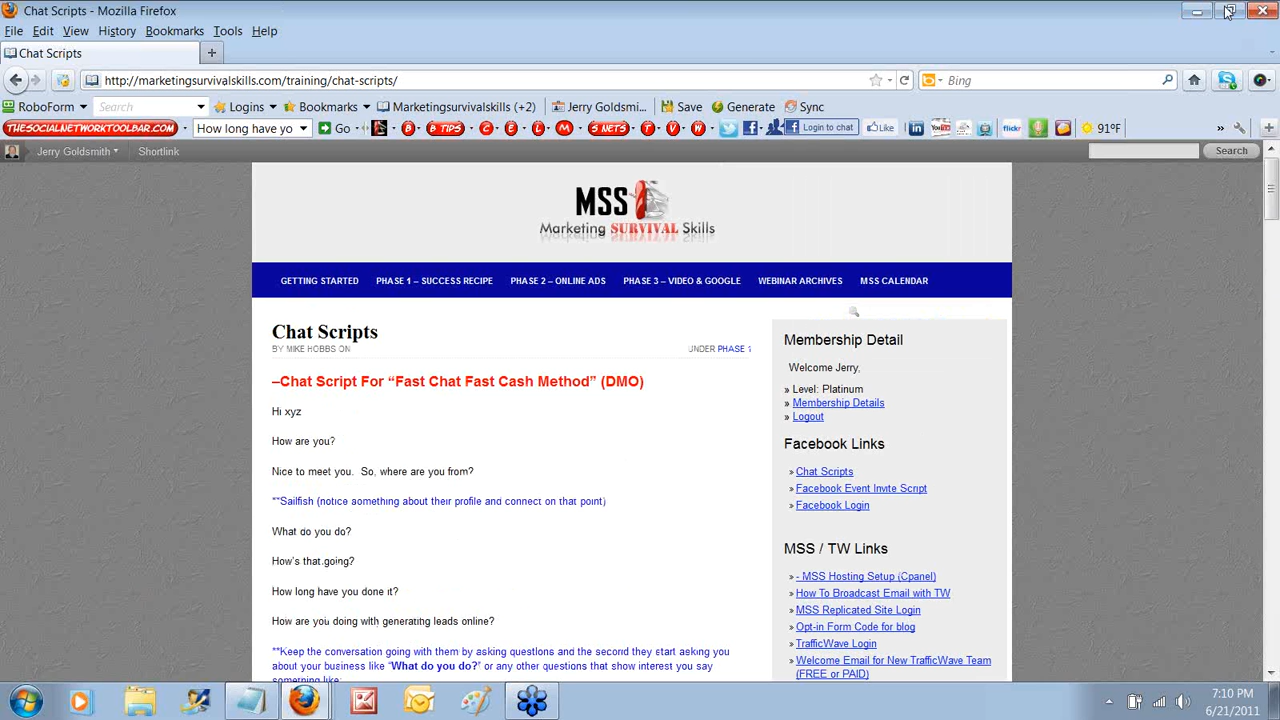 Chat Scripts - Mozilla Firefox
File Edit View History Bookmarks Tools Help
Chat Scripts
http://marketingsurvivalskills.com/training/chat-scripts/
Bing
RoboForm Search Logins Bookmarks Marketingsurvivalskills (+2) Jerry Goldsmi... Save Generate Sync
THESOCIALNETWORKTOOLBAR.COM How long have yo Go B B TIPS C E L M 5 NETS T V W Login to chat Like You Tube flickr 91°F
Jerry Goldsmith Shortlink Search
MSS
Marketing SURVIVAL Skills
GETTING STARTED PHASE 1 – SUCCESS RECIPE PHASE 2 – ONLINE ADS PHASE 3 – VIDEO & GOOGLE WEBINAR ARCHIVES MSS CALENDAR
Chat Scripts
BY MIKE HOBBS ON UNDER PHASE 1
–Chat Script For “Fast Chat Fast Cash Method” (DMO)
Hi xyz
How are you?
Nice to meet you. So, where are you from?
**Sailfish (notice something about their profile and connect on that point)
What do you do?
How’s that going?
How long have you done it?
How are you doing with generating leads online?
**Keep the conversation going with them by asking questions and the second they start asking you
about your business like “What do you do?” or any other questions that show interest you say
something like:
Membership Detail
Welcome Jerry,
» Level: Platinum
» Membership Details
» Logout
Facebook Links
» Chat Scripts
» Facebook Event Invite Script
» Facebook Login
MSS / TW Links
» - MSS Hosting Setup (Cpanel)
» How To Broadcast Email with TW
» MSS Replicated Site Login
» Opt-in Form Code for blog
» TrafficWave Login
» Welcome Email for New TrafficWave Team
(FREE or PAID)
7:10 PM
6/21/2011